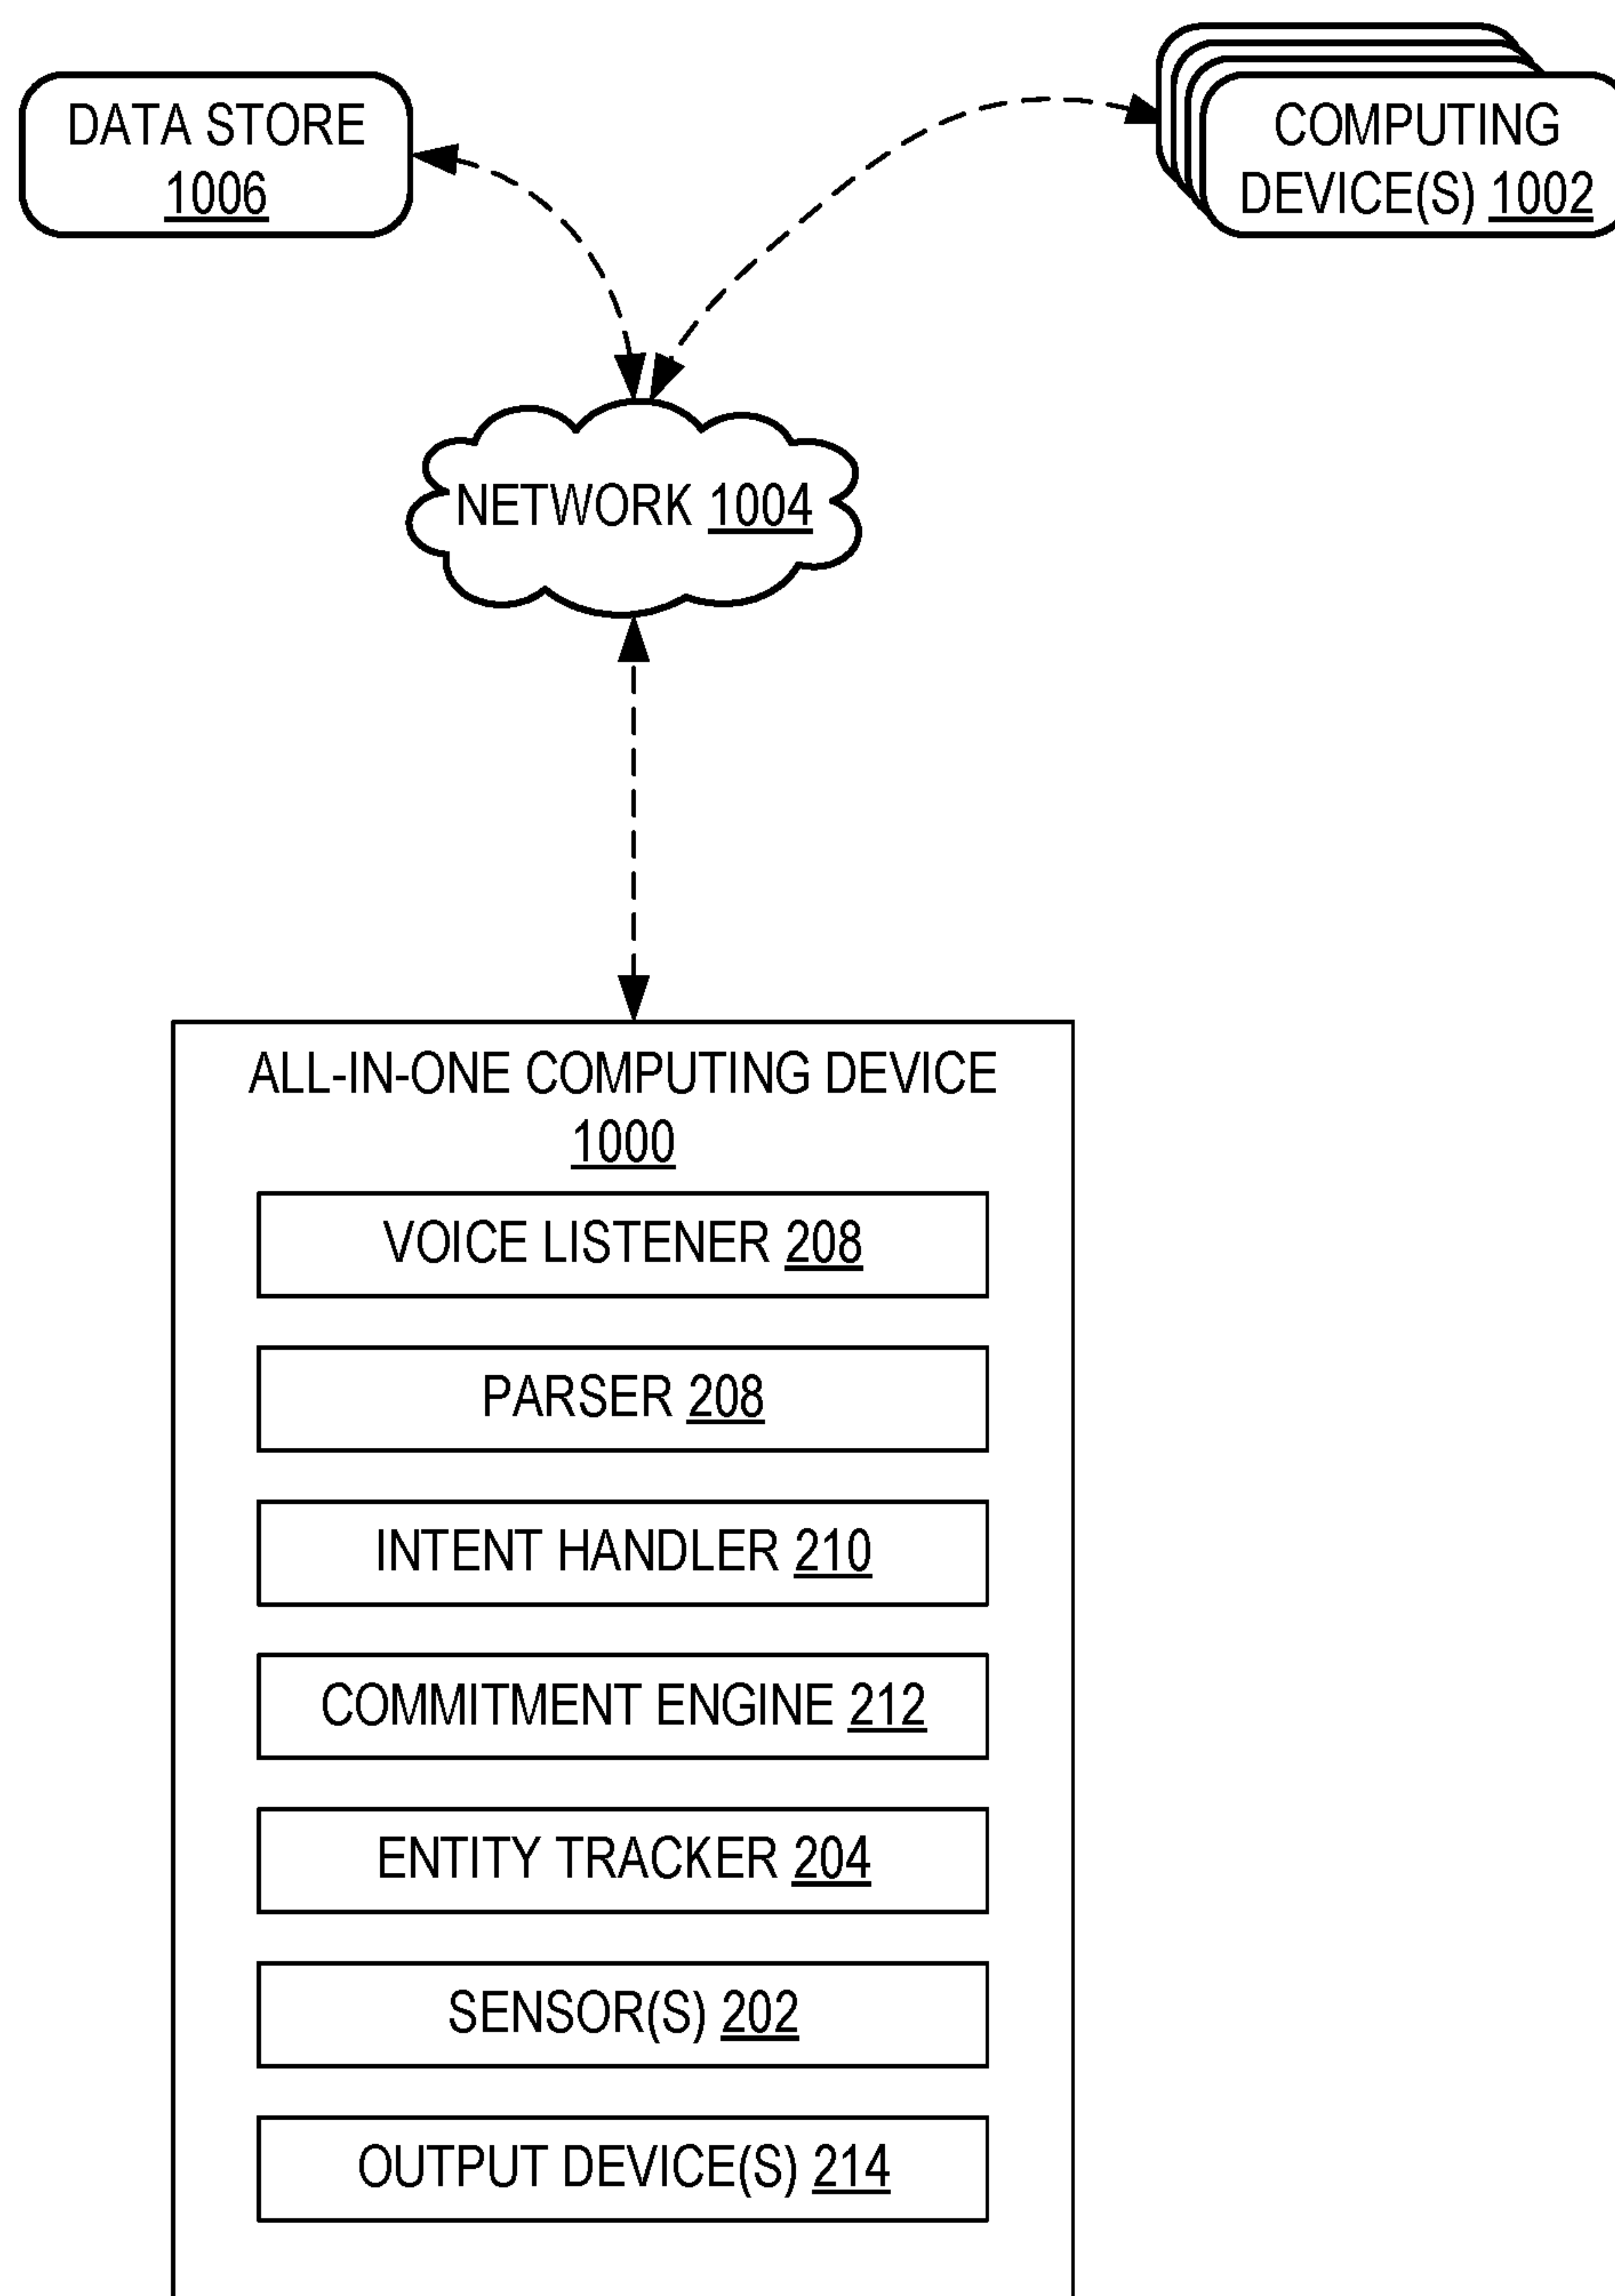 DATA STORE
1006
COMPUTING
DEVICE(S) 1002
NETWORK 1004
ALL-IN-ONE COMPUTING DEVICE
1000
VOICE LISTENER 208
PARSER 208
INTENT HANDLER 210
COMMITMENT ENGINE 212
ENTITY TRACKER 204
SENSOR(S) 202
OUTPUT DEVICE(S) 214